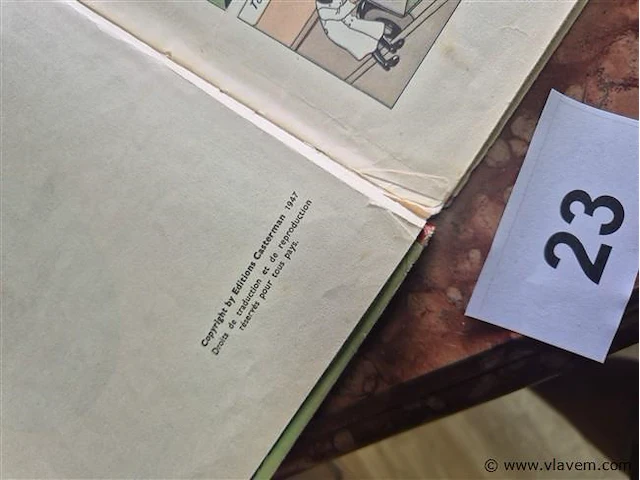 Copyright by Editions Casterman 1947
Droits de traduction et de reproduction
réservés pour tous pays.
23
© www.vlavem.com